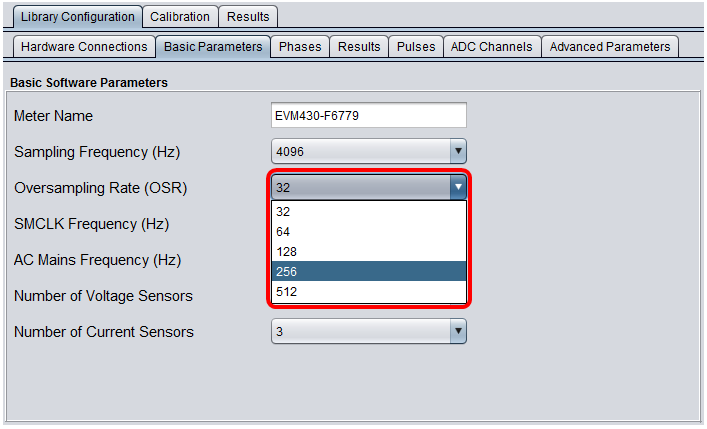 Library Configuration Calibration Results
Hardware Connections Basic Parameters Phases Results Pulses ADC Channels Advanced Parameters
Basic Software Parameters
Meter Name EVM430-F6779
Sampling Frequency (Hz) 4096
Oversampling Rate (OSR) 32
32
SMCLK Frequency (Hz) 64
128
AC Mains Frequency (Hz) 256
Number of Voltage Sensors 512
Number of Current Sensors 3